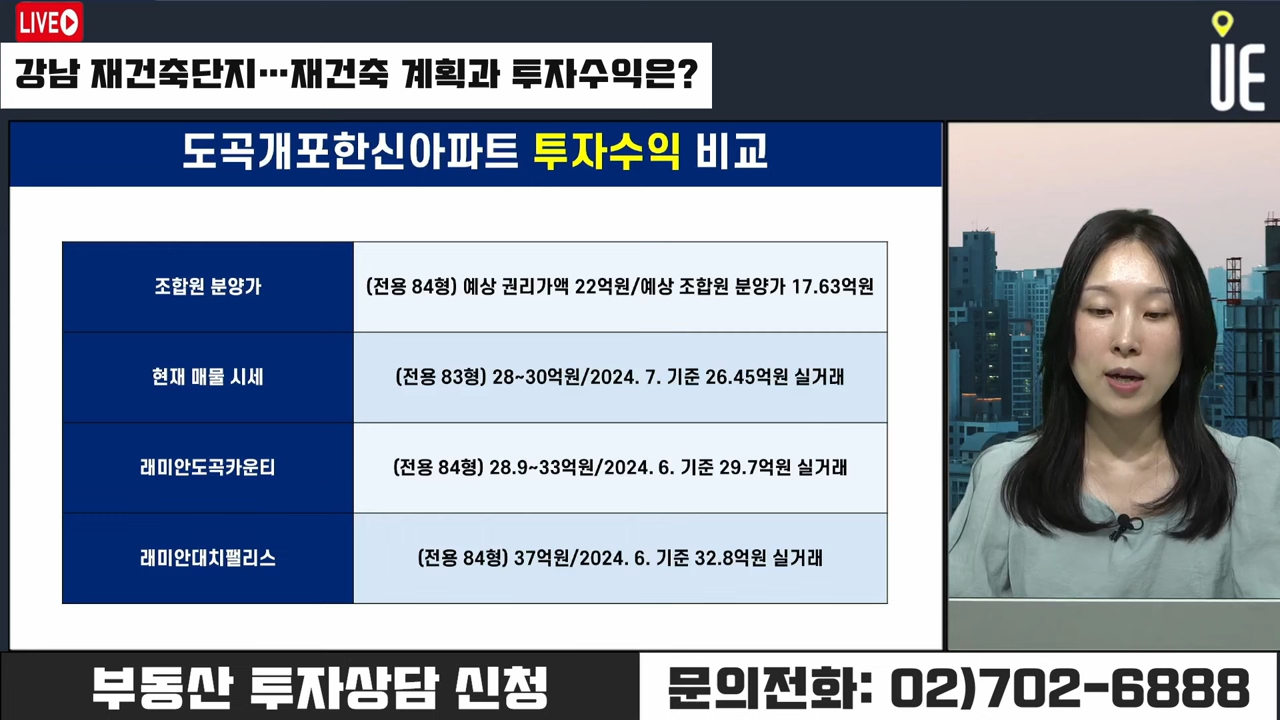 LIVE
강남 재건축단지…재건축 계획과 투자수익은?
UE
도곡개포한신아파트 투자수익 비교
조합원 분양가
(전용 84형) 예상 권리가액 22억원/예상 조합원 분양가 17.63억원
현재 매물 시세
(전용 83형) 28~30억원/2024. 7. 기준 26.45억원 실거래
래미안도곡카운티
(전용 84형) 28.9~33억원/2024. 6. 기준 29.7억원 실거래
래미안대치팰리스
(전용 84형) 37억원/2024. 6. 기준 32.8억원 실거래
부동산 투자상담 신청
문의전화: 02)702-6888